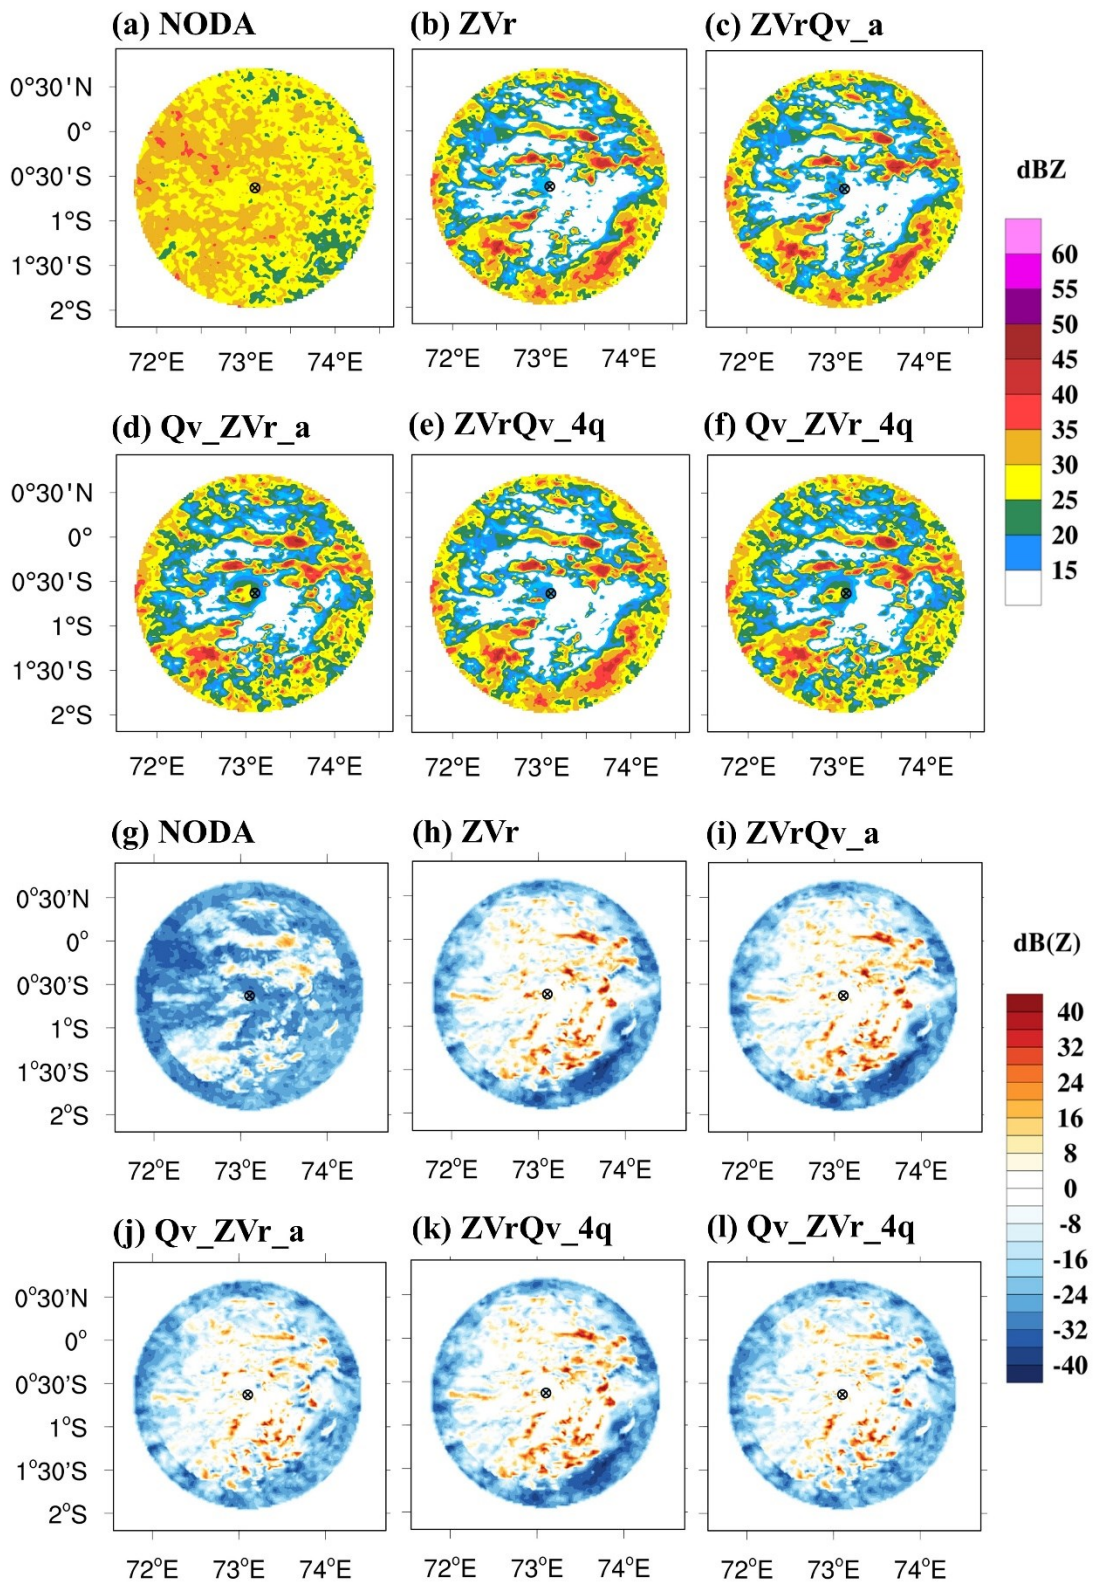 (a) NODA (b) ZVr (c) ZVrQv_a
0°30'N
0°
0°30'S
1°S
1°30'S
2°S
72°E 73°E 74°E 72°E 73°E 74°E 72°E 73°E 74°E
dBZ
60
55
50
45
40
35
30
25
20
15
(d) Qv_ZVr_a (e) ZVrQv_4q (f) Qv_ZVr_4q
0°30'N
0°
0°30'S
1°S
1°30'S
2°S
72°E 73°E 74°E 72°E 73°E 74°E 72°E 73°E 74°E
(g) NODA (h) ZVr (i) ZVrQv_a
0°30'N
0°
0°30'S
1°S
1°30'S
2°S
72°E 73°E 74°E 72°E 73°E 74°E 72°E 73°E 74°E
dB(Z)
40
32
24
16
8
0
-8
-16
-24
-32
-40
(j) Qv_ZVr_a (k) ZVrQv_4q (l) Qv_ZVr_4q
0°30'N
0°
0°30'S
1°S
1°30'S
2°S
72°E 73°E 74°E 72°E 73°E 74°E 72°E 73°E 74°E